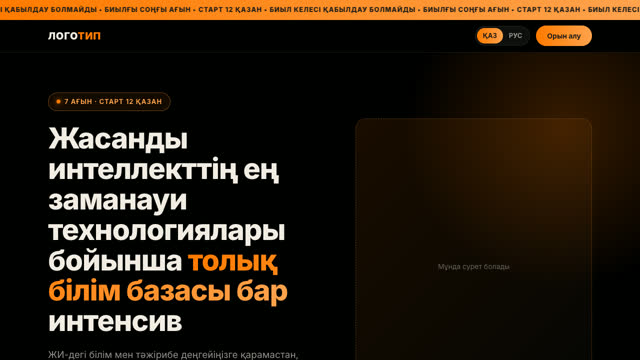 ҚАБЫЛДАУ БОЛМАЙДЫ • БИЫЛҒЫ СОҢҒЫ АҒЫН • СТАРТ 12 ҚАЗАН • БИЫЛ КЕЛЕСІ ҚАБЫЛДАУ БОЛМАЙДЫ • БИЫЛҒЫ СОҢҒЫ АҒЫН • СТАРТ 12 ҚАЗАН • БИЫЛ КЕЛЕСІ
ЛОГОТИП
ҚАЗ РУС
Орын алу
7 АҒЫН · СТАРТ 12 ҚАЗАН
Жасанды
интеллекттің ең
заманауи
технологиялары
бойынша толық
білім базасы бар
интенсив
Мұнда сурет болады
ЖИ-дегі білім мен тәжірибе деңгейіңізге қарамастан,